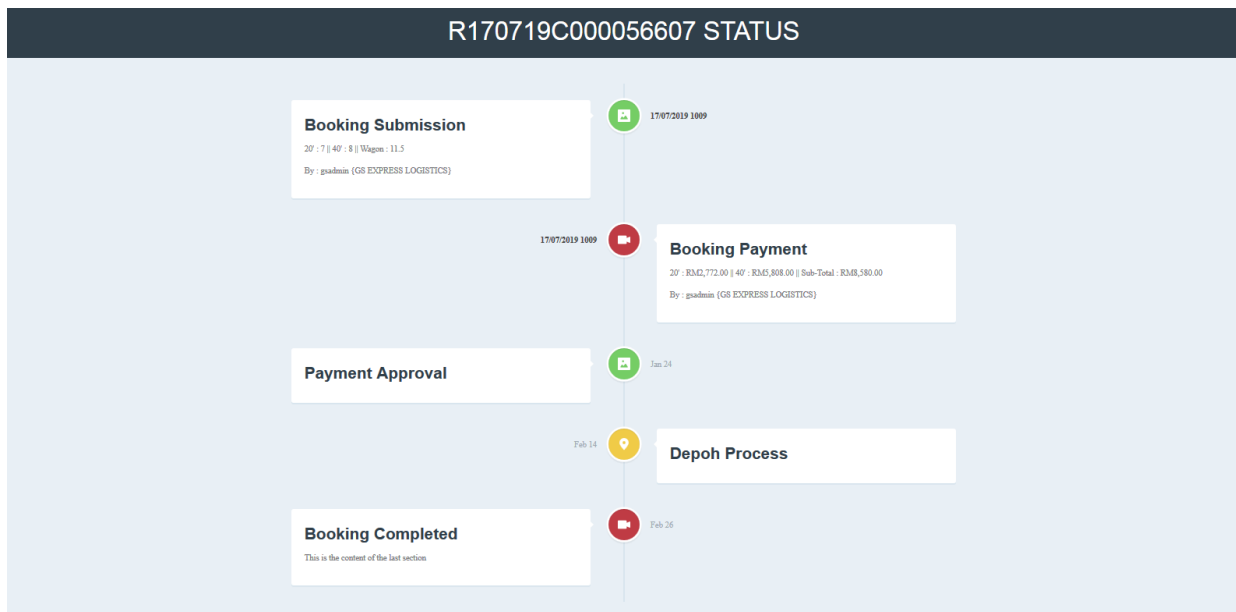 R170719C000056607 STATUS
Booking Submission
20' : 7 || 40' : 8 || Wagon : 11.5
By : gsadmin {GS EXPRESS LOGISTICS}
17/07/2019 1009
17/07/2019 1009
Booking Payment
20' : RM2,772.00 || 40' : RM5,808.00 || Sub-Total : RM8,580.00
By : gsadmin {GS EXPRESS LOGISTICS}
Payment Approval
Jan 24
Feb 14
Depoh Process
Booking Completed
This is the content of the last section
Feb 26